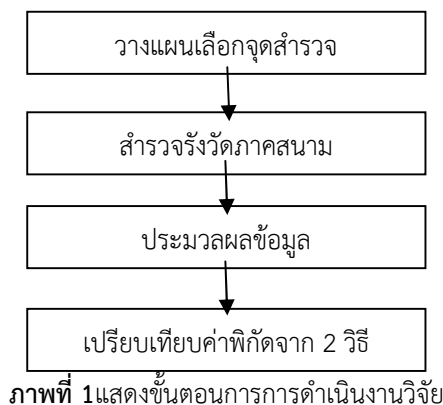 วางแผนเลือกจุดสำรวจ
สำรวจรังวัดภาคสนาม
ประมวลผลข้อมูล
เปรียบเทียบค่าพิกัดจาก 2 วิธี
ภาพที่ 1แสดงขั้นตอนการการดำเนินงานวิจัย